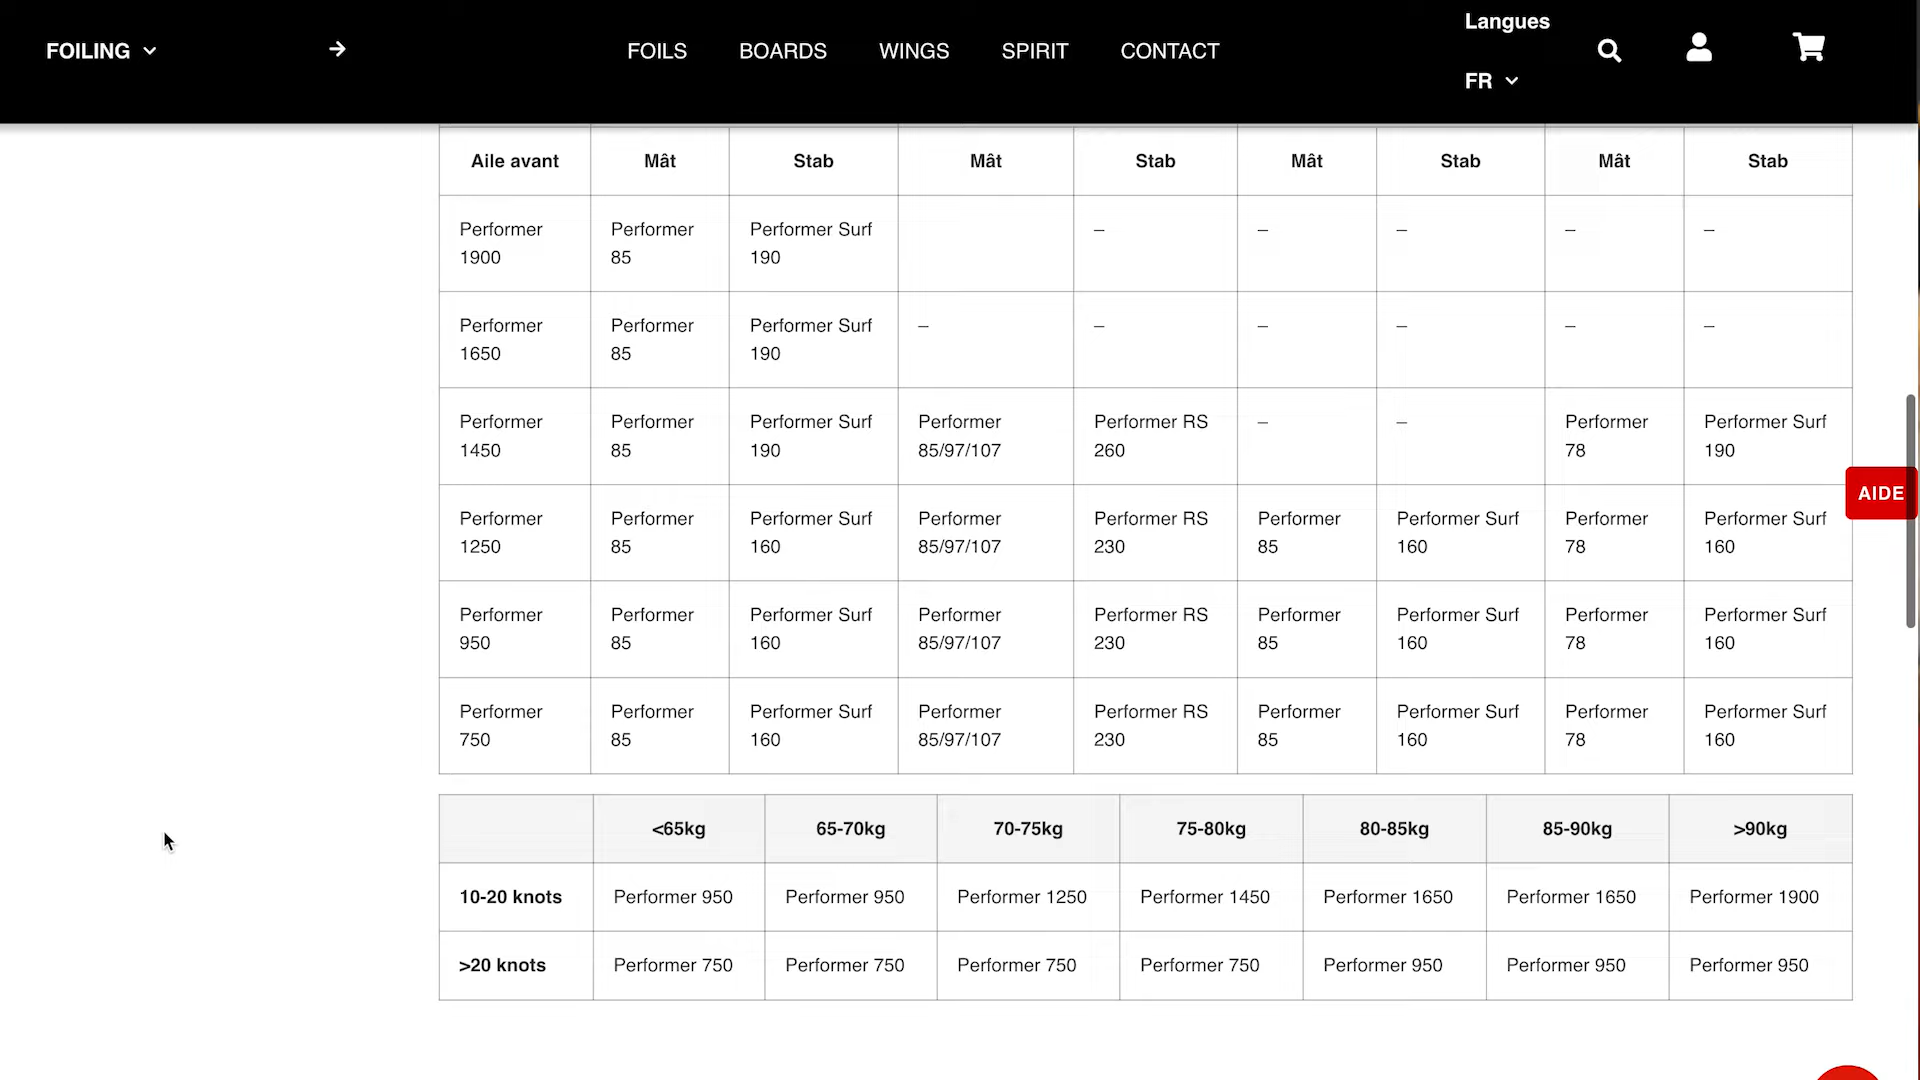 FOILING
FOILS BOARDS WINGS SPIRIT CONTACT
Langues
FR
Aile avant Mât Stab Mât Stab Mât Stab Mât Stab
Performer Performer Performer Surf – – – – –
1900 85 190
Performer Performer Performer Surf – – – – – –
1650 85 190
Performer Performer Performer Surf Performer Performer RS – – Performer Performer Surf
1450 85 190 85/97/107 260 78 190
Performer Performer Performer Surf Performer Performer RS Performer Performer Surf Performer Performer Surf
1250 85 160 85/97/107 230 85 160 78 160
Performer Performer Performer Surf Performer Performer RS Performer Performer Surf Performer Performer Surf
950 85 160 85/97/107 230 85 160 78 160
Performer Performer Performer Surf Performer Performer RS Performer Performer Surf Performer Performer Surf
750 85 160 85/97/107 230 85 160 78 160
AIDE
<65kg 65-70kg 70-75kg 75-80kg 80-85kg 85-90kg >90kg
10-20 knots Performer 950 Performer 950 Performer 1250 Performer 1450 Performer 1650 Performer 1650 Performer 1900
>20 knots Performer 750 Performer 750 Performer 750 Performer 750 Performer 950 Performer 950 Performer 950